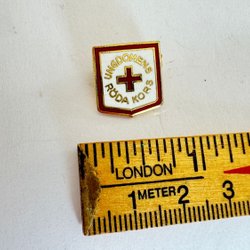 UNGDOMENS
RÖDA KORS
LONDON
1 METER 2 3